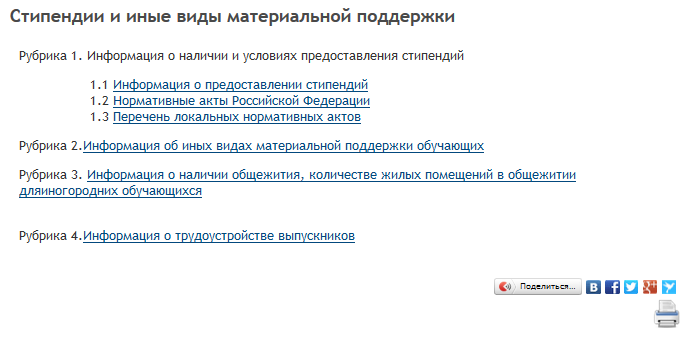 Стипендии и иные виды материальной поддержки
Рубрика 1. Информация о наличии и условиях предоставления стипендий
1.1 Информация о предоставлении стипендий
1.2 Нормативные акты Российской Федерации
1.3 Перечень локальных нормативных актов
Рубрика 2.Информация об иных видах материальной поддержки обучающих
Рубрика 3. Информация о наличии общежития, количестве жилых помещений в общежитии
дляиногородних обучающихся
Рубрика 4.Информация о трудоустройстве выпускников
Поделиться...